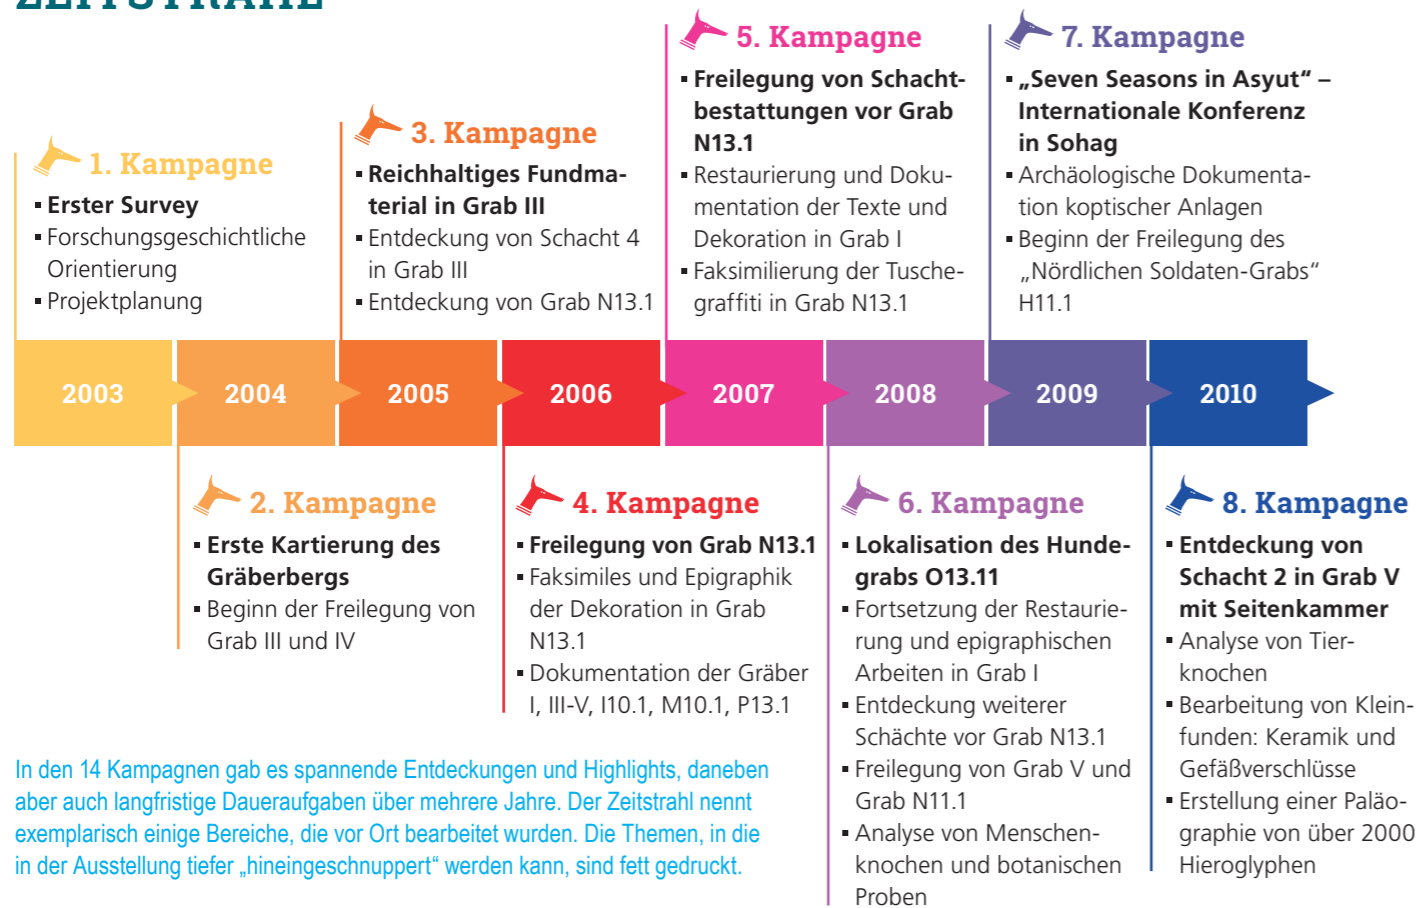 ZEITSTRAHL
1. Kampagne
▪ Erster Survey
▪ Forschungsgeschichtliche
Orientierung
▪ Projektplanung
3. Kampagne
▪ Reichhaltiges Fundma-
terial in Grab III
▪ Entdeckung von Schacht 4
in Grab III
▪ Entdeckung von Grab N13.1
5. Kampagne
▪ Freilegung von Schacht-
bestattungen vor Grab
N13.1
▪ Restaurierung und Doku-
mentation der Texte und
Dekoration in Grab I
▪ Faksimilierung der Tusche-
graffiti in Grab N13.1
7. Kampagne
▪ „Seven Seasons in Asyut“ –
Internationale Konferenz
in Sohag
▪ Archäologische Dokumenta-
tion koptischer Anlagen
▪ Beginn der Freilegung des
„Nördlichen Soldaten-Grabs“
H11.1
2003 2004 2005 2006 2007 2008 2009 2010
2. Kampagne
▪ Erste Kartierung des
Gräberbergs
▪ Beginn der Freilegung von
Grab III und IV
4. Kampagne
▪ Freilegung von Grab N13.1
▪ Faksimiles und Epigraphik
der Dekoration in Grab
N13.1
▪ Dokumentation der Gräber
I, III-V, I10.1, M10.1, P13.1
6. Kampagne
▪ Lokalisation des Hunde-
grabs O13.11
▪ Fortsetzung der Restaurie-
rung und epigraphischen
Arbeiten in Grab I
▪ Entdeckung weiterer
Schächte vor Grab N13.1
▪ Freilegung von Grab V und
Grab N11.1
▪ Analyse von Menschen-
knochen und botanischen
Proben
8. Kampagne
▪ Entdeckung von
Schacht 2 in Grab V
mit Seitenkammer
▪ Analyse von Tier-
knochen
▪ Bearbeitung von Klein-
funden: Keramik und
Gefäßverschlüsse
▪ Erstellung einer Paläo-
graphie von über 2000
Hieroglyphen
In den 14 Kampagnen gab es spannende Entdeckungen und Highlights, daneben
aber auch langfristige Daueraufgaben über mehrere Jahre. Der Zeitstrahl nennt
exemplarisch einige Bereiche, die vor Ort bearbeitet wurden. Die Themen, in die
in der Ausstellung tiefer „hineingeschnuppert“ werden kann, sind fett gedruckt.